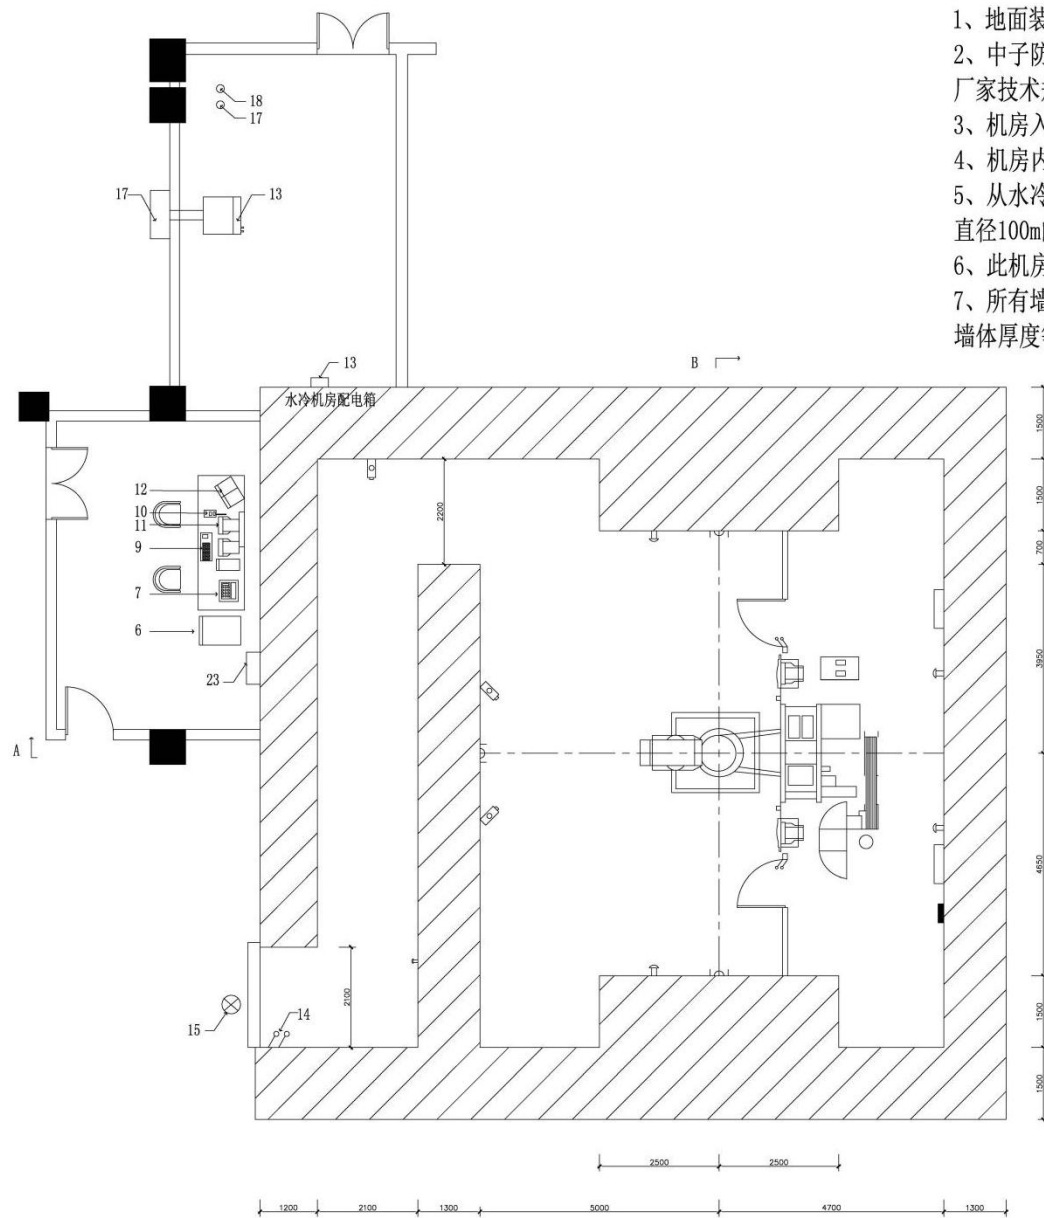 1、地面装
2、中子防
厂家技术
3、机房入
4、机房内
5、从水冷
直径100m
6、此机房
7、所有墙
墙体厚度
18
17
17
13
13
B
水冷机房配电箱
12
10
11
9
7
6
23
A
15
14
2200
2100
1500
1500
700
3950
4650
1500
1500
2500
2500
1200
2100
1300
5000
4700
1300